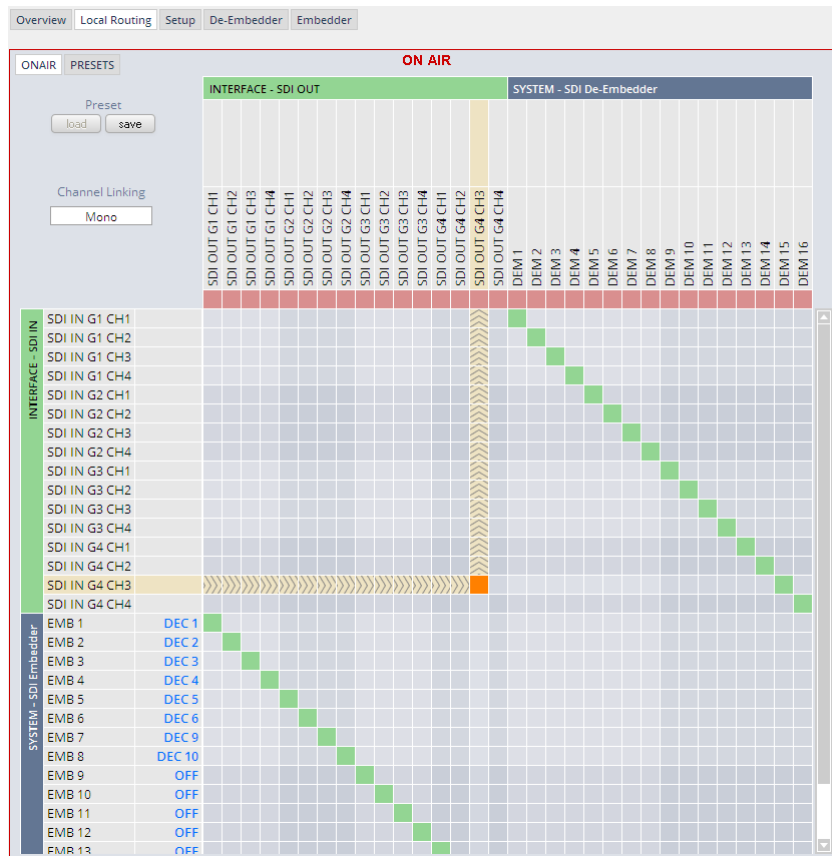 Overview Local Routing Setup De-Embedder Embedder
ONAIR PRESETS
ON AIR
INTERFACE - SDI OUT SYSTEM - SDI De-Embedder
Preset
load save
Channel Linking
Mono
SDI OUT G1 CH1
SDI OUT G1 CH2
SDI OUT G1 CH3
SDI OUT G1 CH4
SDI OUT G2 CH1
SDI OUT G2 CH2
SDI OUT G2 CH3
SDI OUT G2 CH4
SDI OUT G3 CH1
SDI OUT G3 CH2
SDI OUT G3 CH3
SDI OUT G3 CH4
SDI OUT G4 CH1
SDI OUT G4 CH2
SDI OUT G4 CH3
SDI OUT G4 CH4
DEM 1
DEM 2
DEM 3
DEM 4
DEM 5
DEM 6
DEM 7
DEM 8
DEM 9
DEM 10
DEM 11
DEM 12
DEM 13
DEM 14
DEM 15
DEM 16
INTERFACE - SDI IN
SDI IN G1 CH1
SDI IN G1 CH2
SDI IN G1 CH3
SDI IN G1 CH4
SDI IN G2 CH1
SDI IN G2 CH2
SDI IN G2 CH3
SDI IN G2 CH4
SDI IN G3 CH1
SDI IN G3 CH2
SDI IN G3 CH3
SDI IN G3 CH4
SDI IN G4 CH1
SDI IN G4 CH2
SDI IN G4 CH3
SDI IN G4 CH4
SYSTEM - SDI Embedder
EMB 1 DEC 1
EMB 2 DEC 2
EMB 3 DEC 3
EMB 4 DEC 4
EMB 5 DEC 5
EMB 6 DEC 6
EMB 7 DEC 9
EMB 8 DEC 10
EMB 9 OFF
EMB 10 OFF
EMB 11 OFF
EMB 12 OFF
EMB 13 OFF